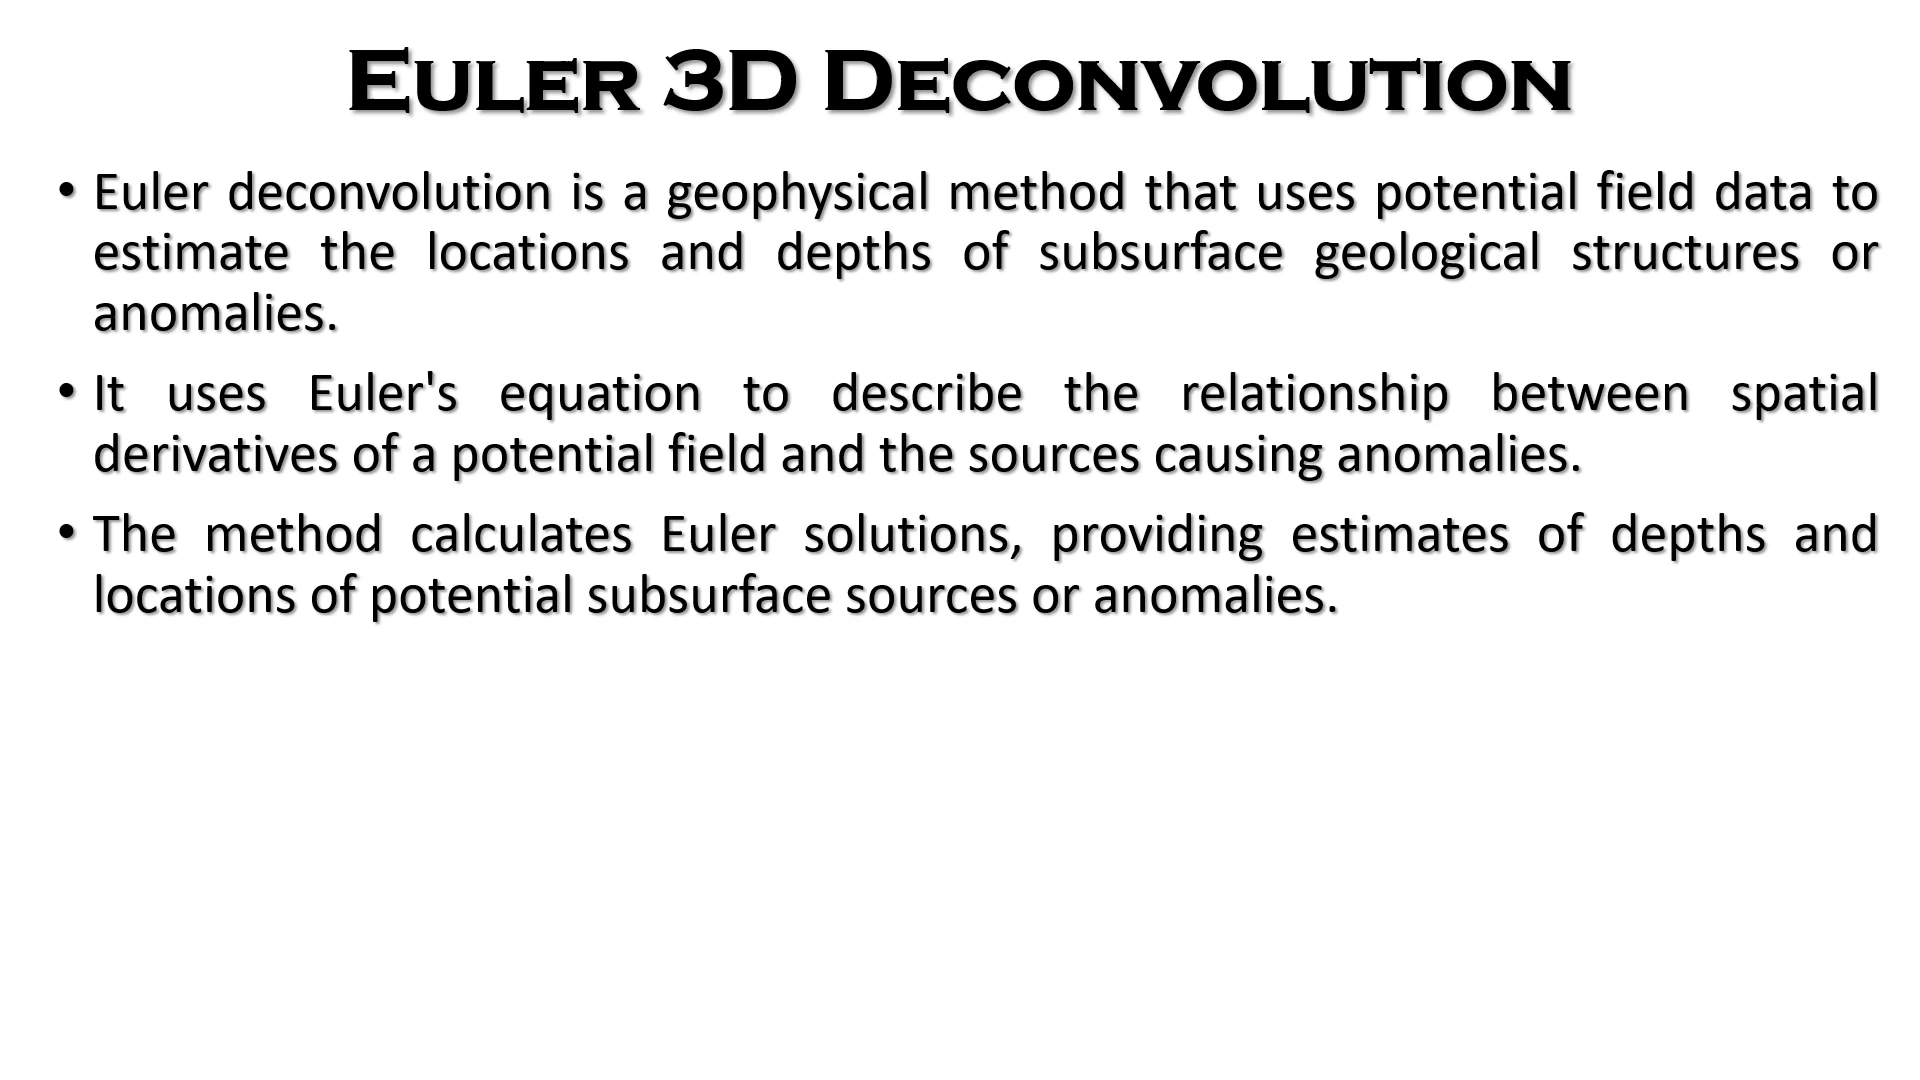 Euler 3D Deconvolution
• Euler deconvolution is a geophysical method that uses potential field data to
estimate the locations and depths of subsurface geological structures or
anomalies.
• It uses Euler's equation to describe the relationship between spatial
derivatives of a potential field and the sources causing anomalies.
• The method calculates Euler solutions, providing estimates of depths and
locations of potential subsurface sources or anomalies.